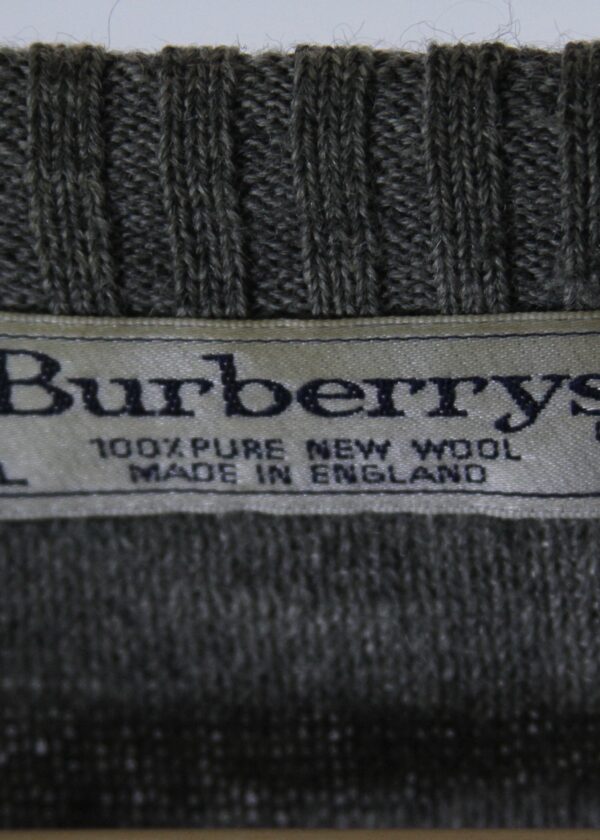 Burberrys
100% PURE NEW WOOL
L MADE IN ENGLAND